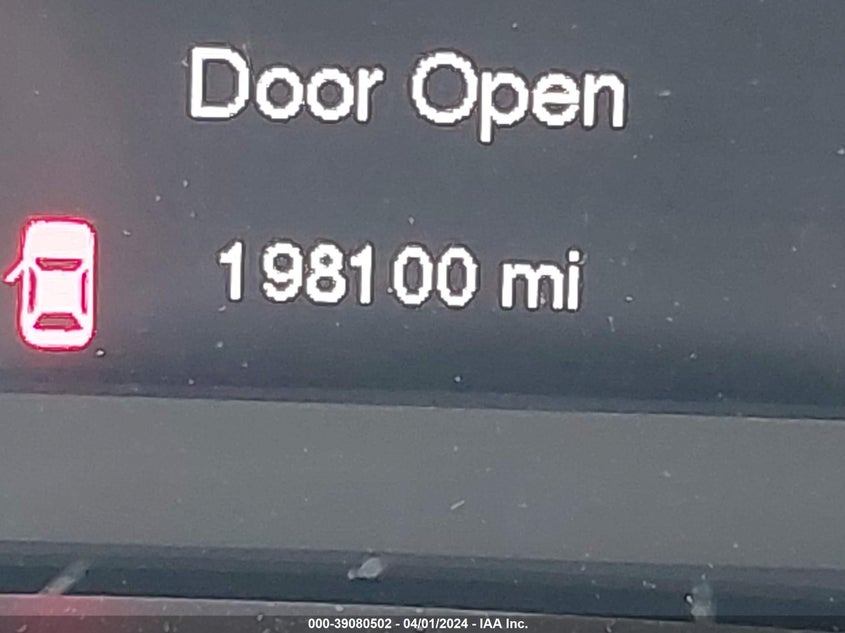 Door Open
198100 mi
000-39080502 - 04/01/2024 - IAA Inc.